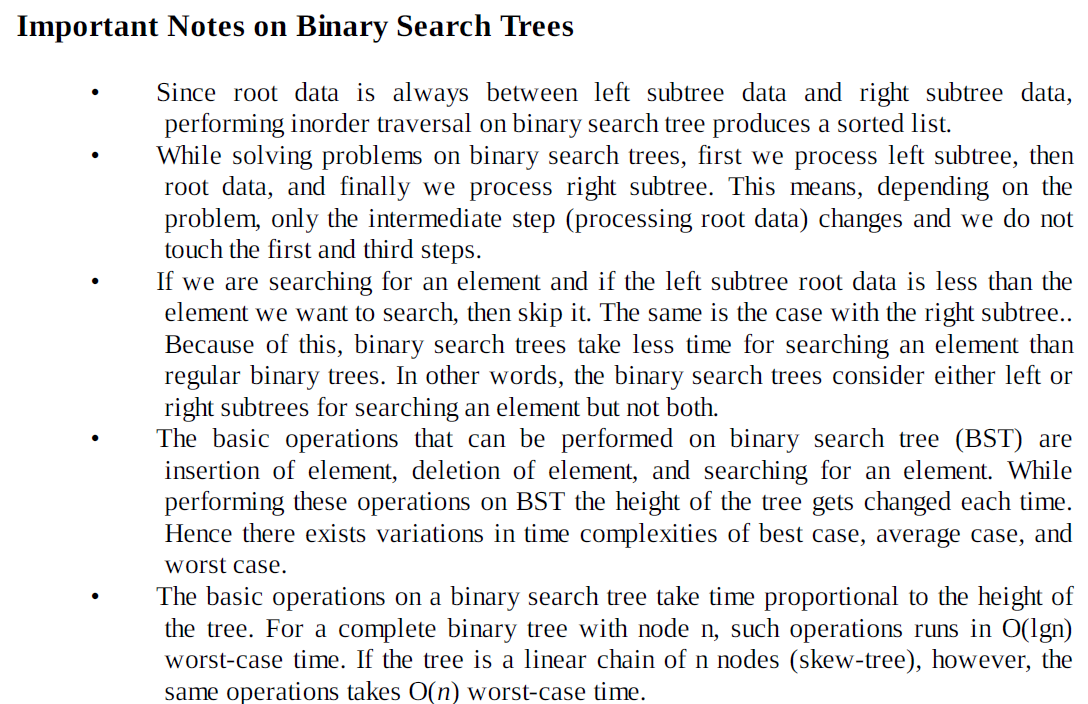 Important Notes on Binary Search Trees
• Since root data is always between left subtree data and right subtree data,
performing inorder traversal on binary search tree produces a sorted list.
• While solving problems on binary search trees, first we process left subtree, then
root data, and finally we process right subtree. This means, depending on the
problem, only the intermediate step (processing root data) changes and we do not
touch the first and third steps.
• If we are searching for an element and if the left subtree root data is less than the
element we want to search, then skip it. The same is the case with the right subtree..
Because of this, binary search trees take less time for searching an element than
regular binary trees. In other words, the binary search trees consider either left or
right subtrees for searching an element but not both.
• The basic operations that can be performed on binary search tree (BST) are
insertion of element, deletion of element, and searching for an element. While
performing these operations on BST the height of the tree gets changed each time.
Hence there exists variations in time complexities of best case, average case, and
worst case.
• The basic operations on a binary search tree take time proportional to the height of
the tree. For a complete binary tree with node n, such operations runs in O(lgn)
worst-case time. If the tree is a linear chain of n nodes (skew-tree), however, the
same operations takes O(n) worst-case time.